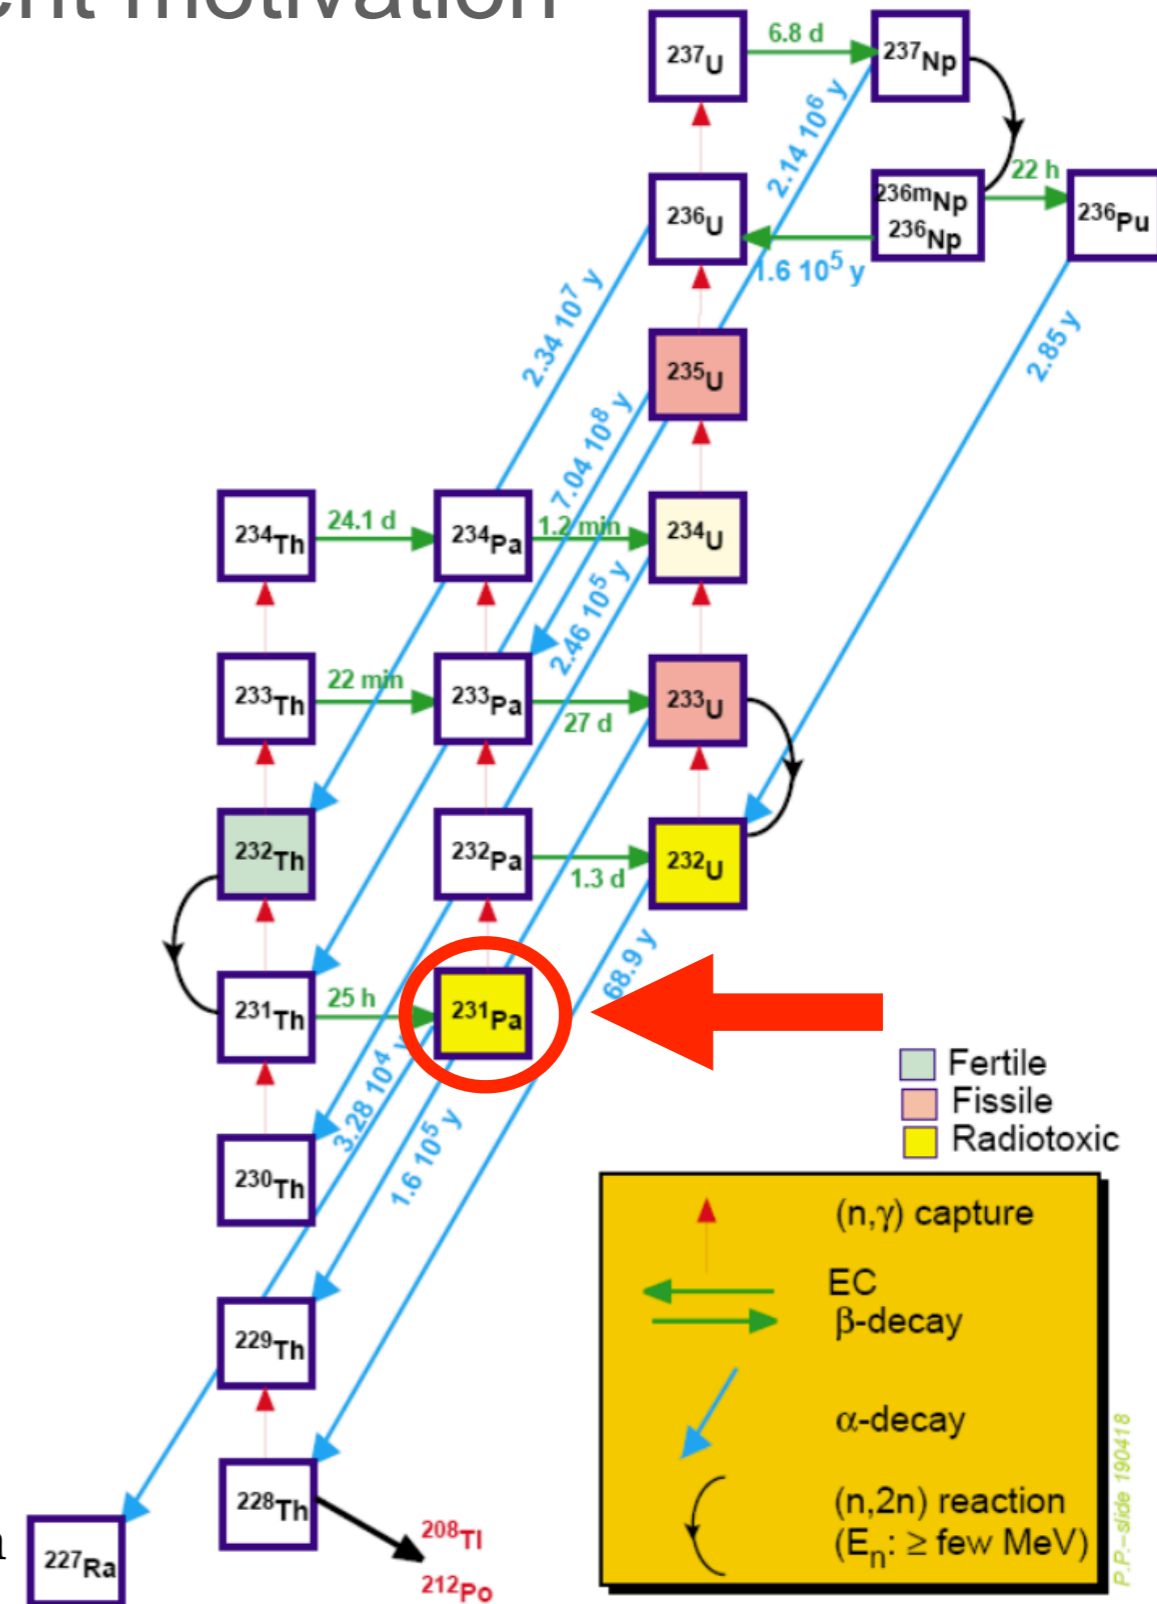 ent motivation
237U
6.8 d
237Np
2.14 10^6 y
22 h
236U
236mNp
236Np
236Pu
1.6 10^5 y
2.34 10^7 y
2.85 y
235U
7.04 10^8 y
234Th
24.1 d
234Pa
1.2 min
234U
2.46 10^5 y
233Th
22 min
233Pa
27 d
233U
232Th
232Pa
1.3 d
232U
68.9 y
231Th
25 h
231Pa
3.28 10^4 y
1.6 10^5 y
Fertile
Fissile
Radiotoxic
230Th
(n,γ) capture
EC
β-decay
229Th
α-decay
228Th
208Tl
212Po
(n,2n) reaction
(En: ≥ few MeV)
227Ra
P.P.–slide 190418